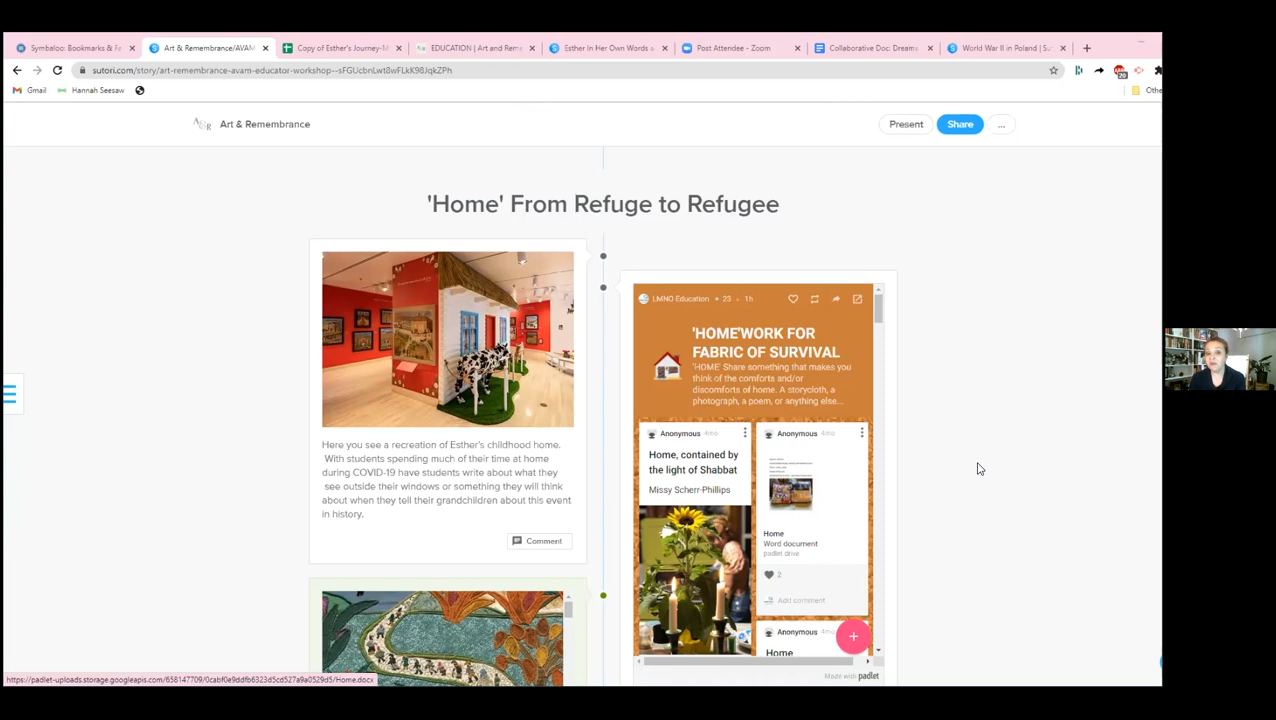 Symbaloo: Bookmarks & Fa
Art & Remembrance/AVAM
Copy of Esther's Journey-M
EDUCATION | Art and Reme
Esther In Her Own Words a
Post Attendee - Zoom
Collaborative Doc: Dreams
World War II in Poland | Su
sutori.com/story/art-remembrance-avam-educator-workshop--sFGUcbnLwt8wFLkK98JqkZPh
20
Gmail
Hannah Seesaw
Othe
Art & Remembrance
Present
Share
...
'Home' From Refuge to Refugee
Here you see a recreation of Esther's childhood home.
With students spending much of their time at home
during COVID-19 have students write about what they
see outside their windows or something they will think
about when they tell their grandchildren about this event
in history.
Comment
LMNO Education + 23 • 1h
'HOME'WORK FOR
FABRIC OF SURVIVAL
'HOME' Share something that makes you
think of the comforts and/or
discomforts of home. A storycloth, a
photograph, a poem, or anything else...
Anonymous 4mo
Home, contained by
the light of Shabbat
Missy Scherr-Phillips
Anonymous 4mo
Home
Word document
padlet drive
2
Add comment
Anonymous 4mo
Home
Made with padlet
https://padlet-uploads.storage.googleapis.com/658147709/0cabf0e9ddfb6323d5cd527a9a0529d5/Home.docx